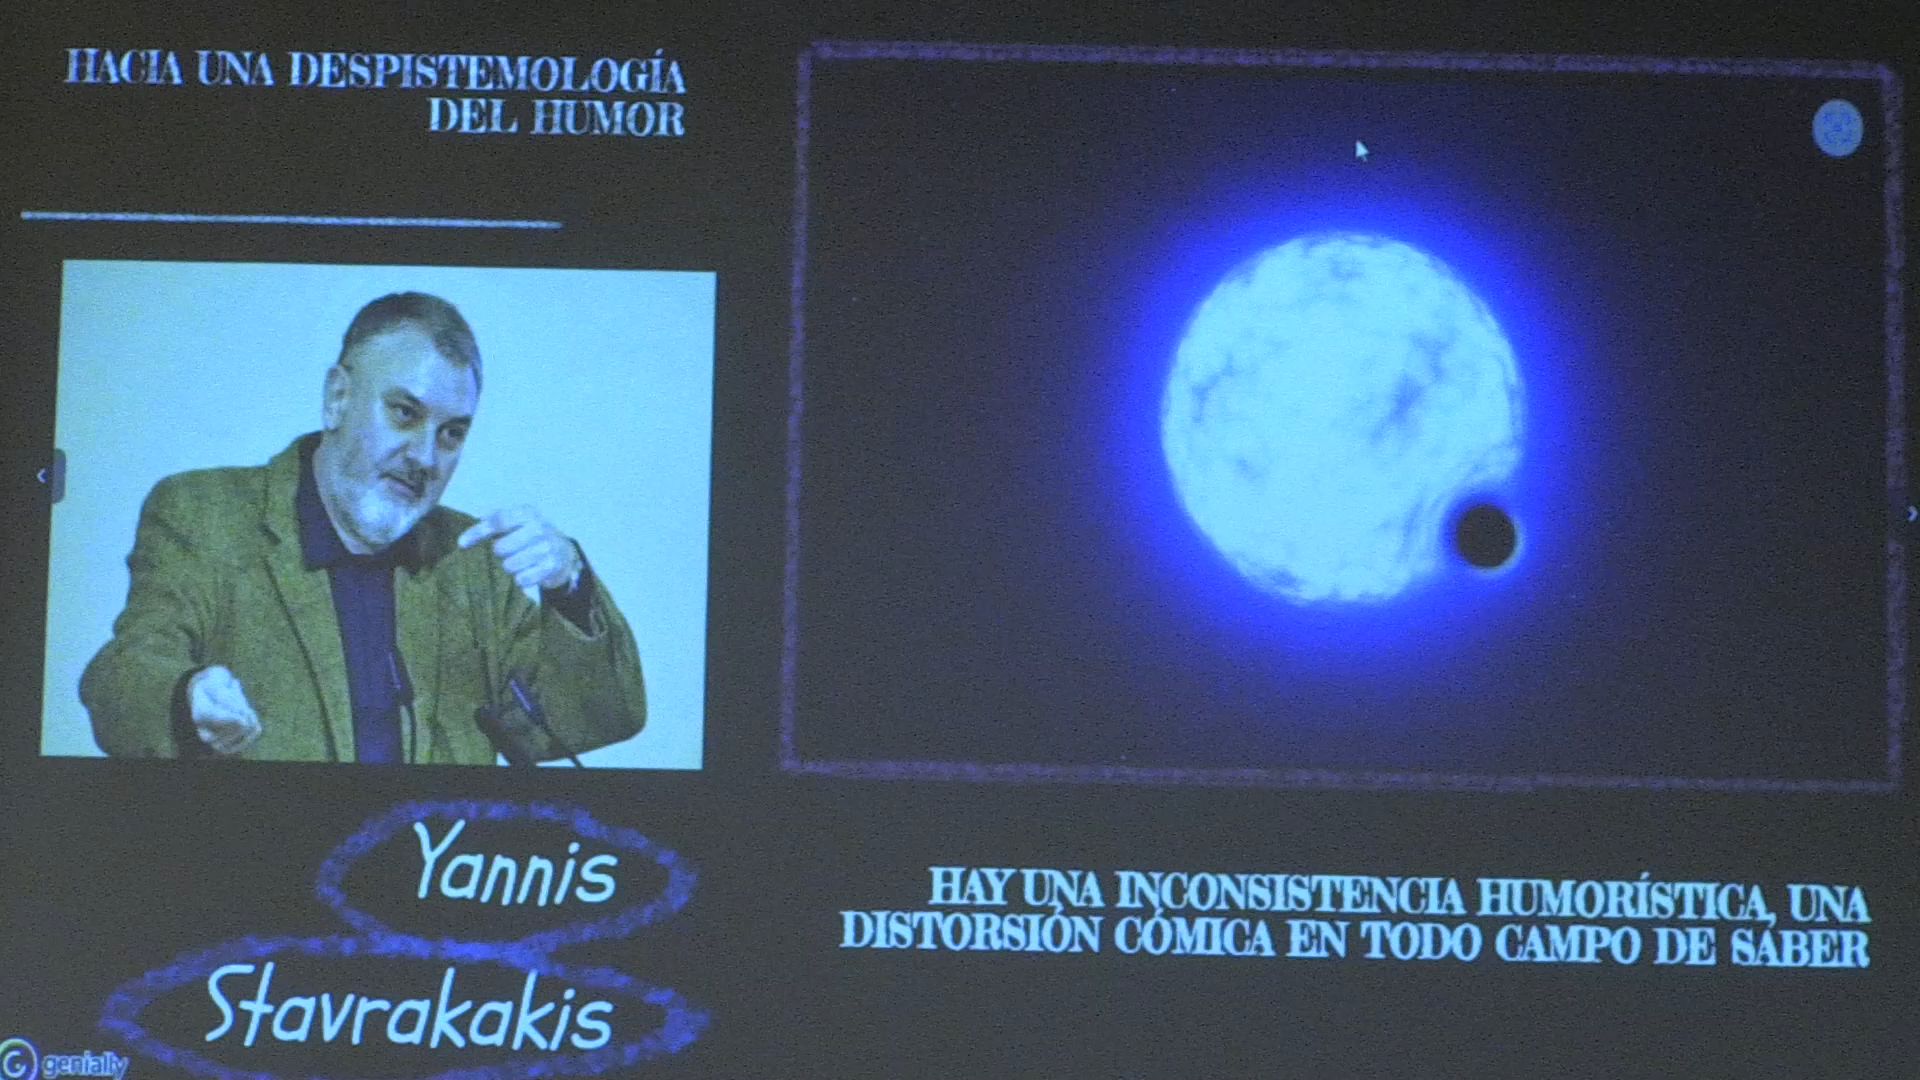 HACIA UNA DESPISTEMOLOGÍA
DEL HUMOR
Yannis
Stavrakakis
HAY UNA INCONSISTENCIA HUMORÍSTICA, UNA
DISTORSIÓN CÓMICA EN TODO CAMPO DE SABER
genially